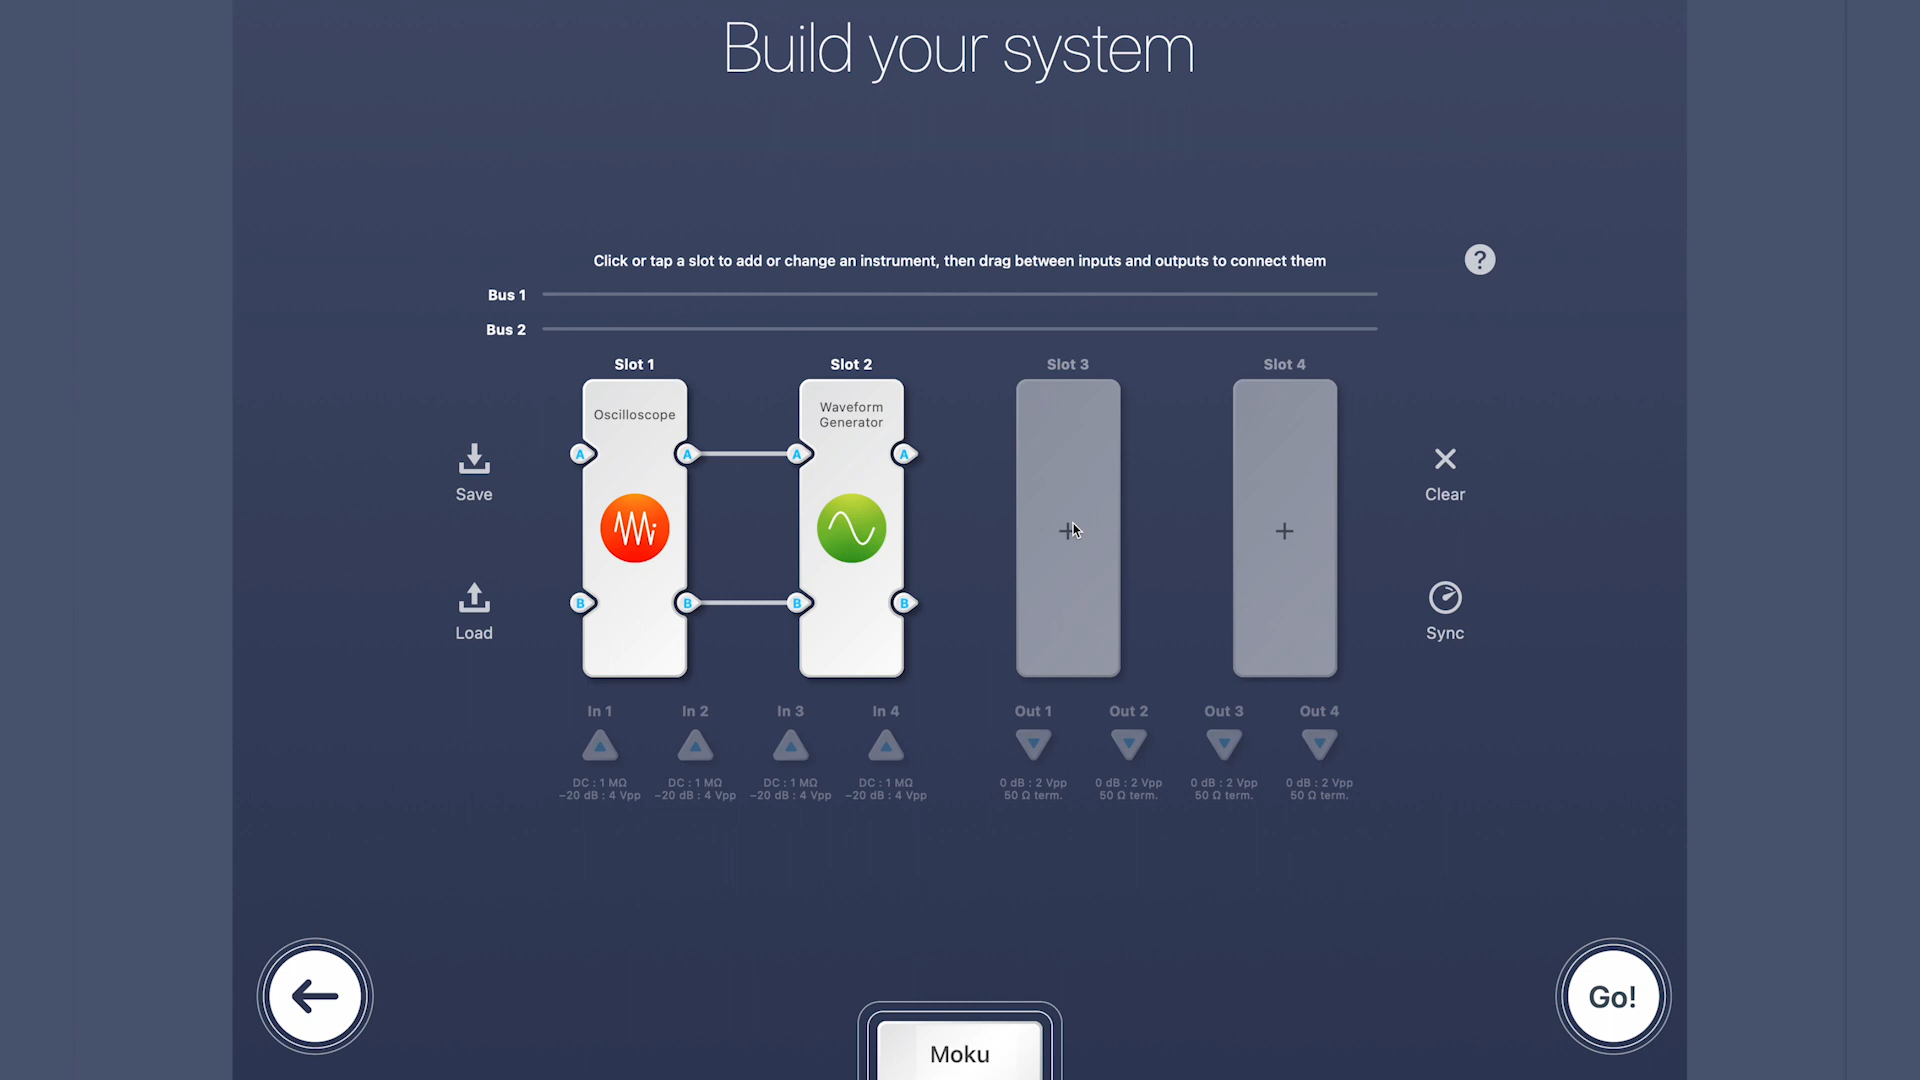 Build your system
Click or tap a slot to add or change an instrument, then drag between inputs and outputs to connect them
?
Bus 1
Bus 2
Slot 1
Slot 2
Slot 3
Slot 4
Oscilloscope
Waveform
Generator
A
A
A
A
Save
Clear
B
B
B
B
Load
Sync
In 1
In 2
In 3
In 4
Out 1
Out 2
Out 3
Out 4
DC : 1 MΩ
−20 dB : 4 Vpp
DC : 1 MΩ
−20 dB : 4 Vpp
DC : 1 MΩ
−20 dB : 4 Vpp
DC : 1 MΩ
−20 dB : 4 Vpp
0 dB : 2 Vpp
50 Ω term.
0 dB : 2 Vpp
50 Ω term.
0 dB : 2 Vpp
50 Ω term.
0 dB : 2 Vpp
50 Ω term.
Go!
Moku